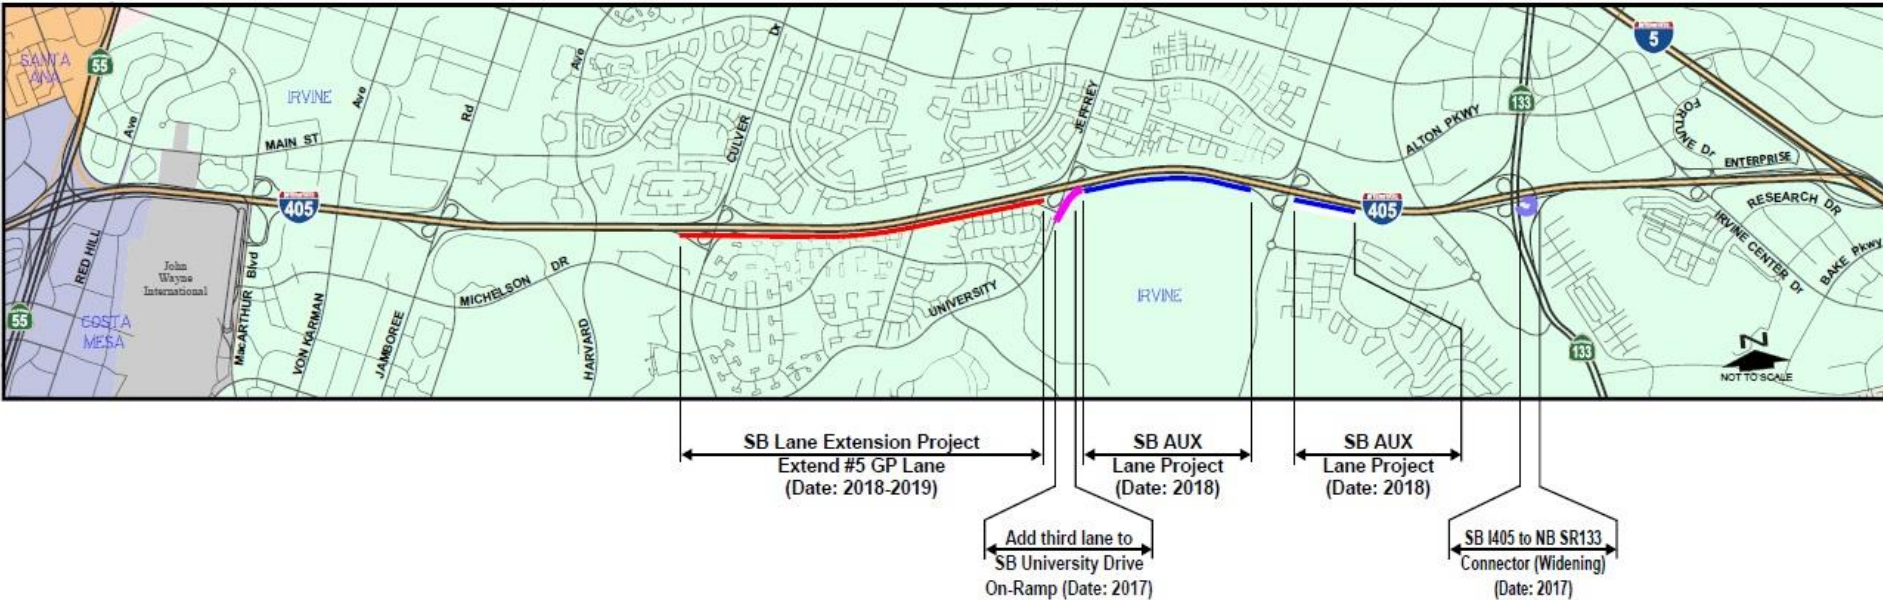 5
SANTA
ANA
55
IRVINE
Ave
Ave
Rd
Ave
Dr
MAIN ST
CULVER
JEFFREY
ALTON PKWY
133
FORTUNE Dr
ENTERPRISE
405
405
RESEARCH DR
IRVINE CENTER Dr
BAKE Pkwy
RED HILL
John
Wayne
International
MacARTHUR Blvd
VON KARMAN
JAMBOREE
MICHELSON DR
HARVARD
UNIVERSITY
IRVINE
55
COSTA
MESA
133
N
NOT TO SCALE
SB Lane Extension Project
Extend #5 GP Lane
(Date: 2018-2019)
SB AUX
Lane Project
(Date: 2018)
SB AUX
Lane Project
(Date: 2018)
Add third lane to
SB University Drive
On-Ramp (Date: 2017)
SB I405 to NB SR133
Connector (Widening)
(Date: 2017)